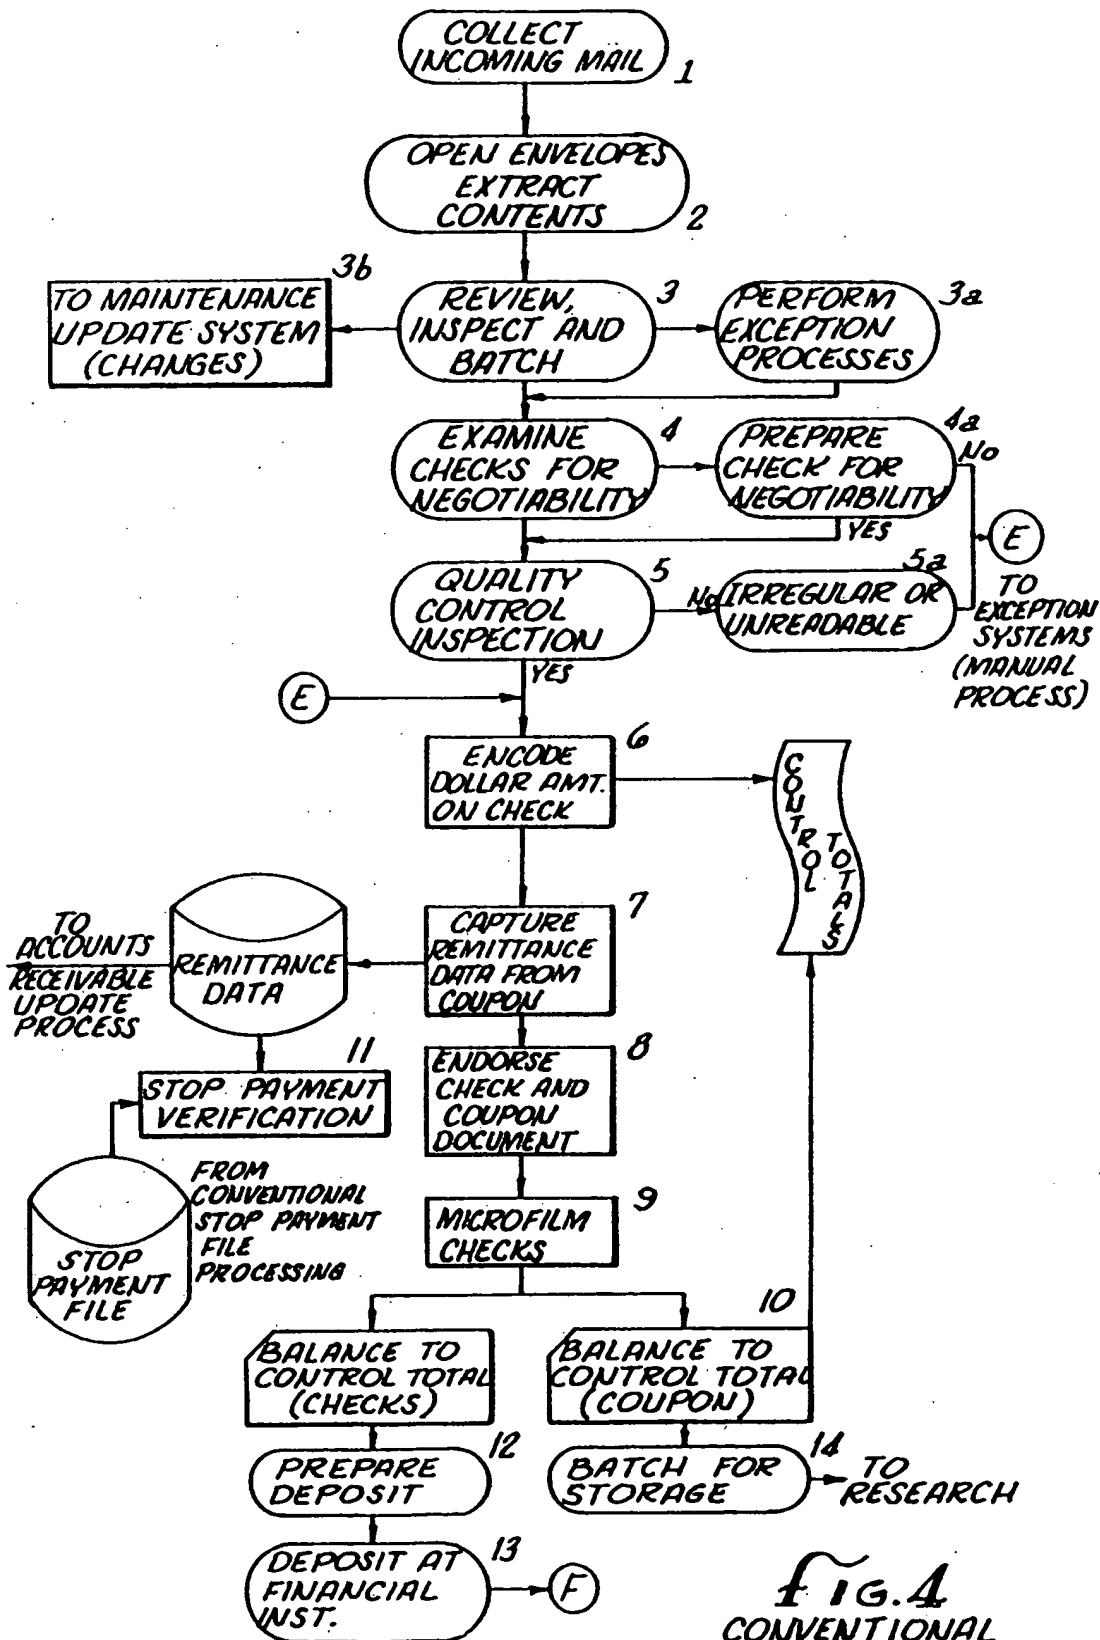 COLLECT
INCOMING MAIL
1
OPEN ENVELOPES
EXTRACT
CONTENTS
2
3b
TO MAINTENANCE
UPDATE SYSTEM
(CHANGES)
REVIEW,
INSPECT AND
BATCH
3
PERFORM
EXCEPTION
PROCESSES
3a
EXAMINE
CHECKS FOR
NEGOTIABILITY
4
PREPARE
CHECK FOR
NEGOTIABILITY
4a
NO
YES
E
TO
EXCEPTION
SYSTEMS
(MANUAL
PROCESS)
QUALITY
CONTROL
INSPECTION
5
NO
IRREGULAR OR
UNREADABLE
5a
YES
E
ENCODE
DOLLAR AMT.
ON CHECK
6
CONTROL
TOTALS
CAPTURE
REMITTANCE
DATA FROM
COUPON
7
REMITTANCE
DATA
TO
ACCOUNTS
RECEIVABLE
UPDATE
PROCESS
11
STOP PAYMENT
VERIFICATION
ENDORSE
CHECK AND
COUPON
DOCUMENT
8
STOP
PAYMENT
FILE
FROM
CONVENTIONAL
STOP PAYMENT
FILE
PROCESSING
MICROFILM
CHECKS
9
BALANCE TO
CONTROL TOTAL
(CHECKS)
10
BALANCE TO
CONTROL TOTAL
(COUPON)
PREPARE
DEPOSIT
12
BATCH FOR
STORAGE
14
TO
RESEARCH
DEPOSIT AT
FINANCIAL
INST.
13
F
FIG.4
CONVENTIONAL